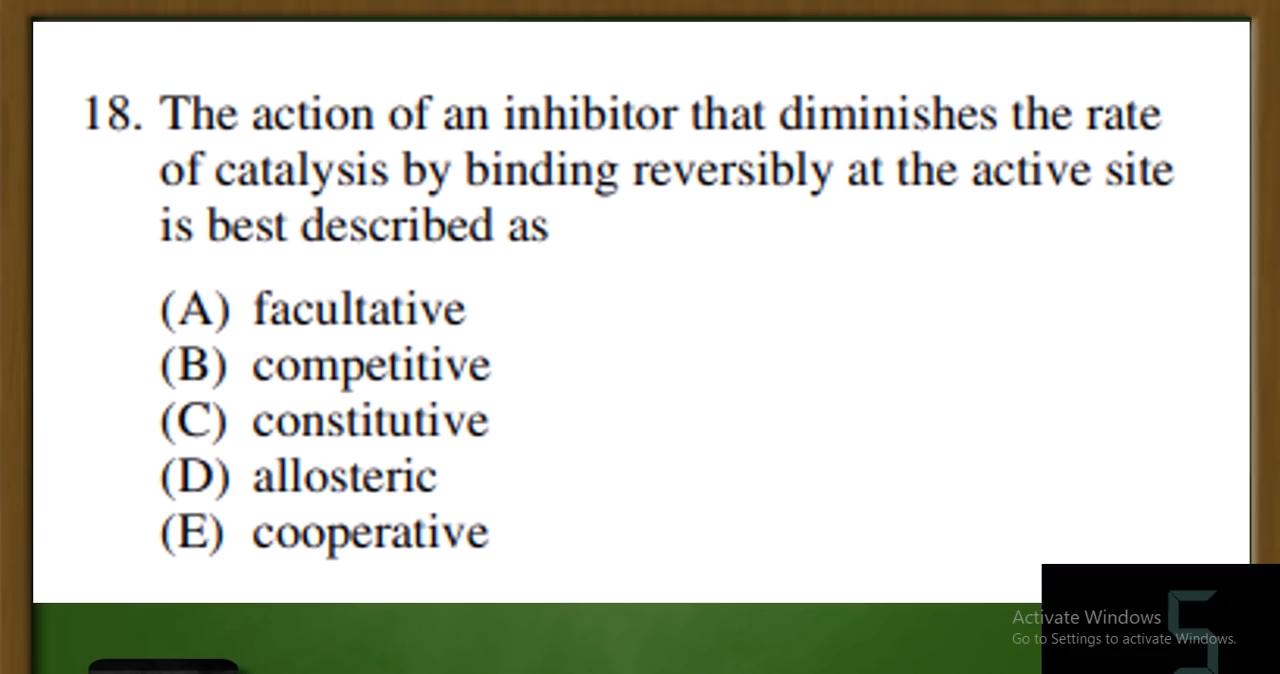 18. The action of an inhibitor that diminishes the rate
of catalysis by binding reversibly at the active site
is best described as
(A) facultative
(B) competitive
(C) constitutive
(D) allosteric
(E) cooperative
Activate Windows
Go to Settings to activate Windows.
5